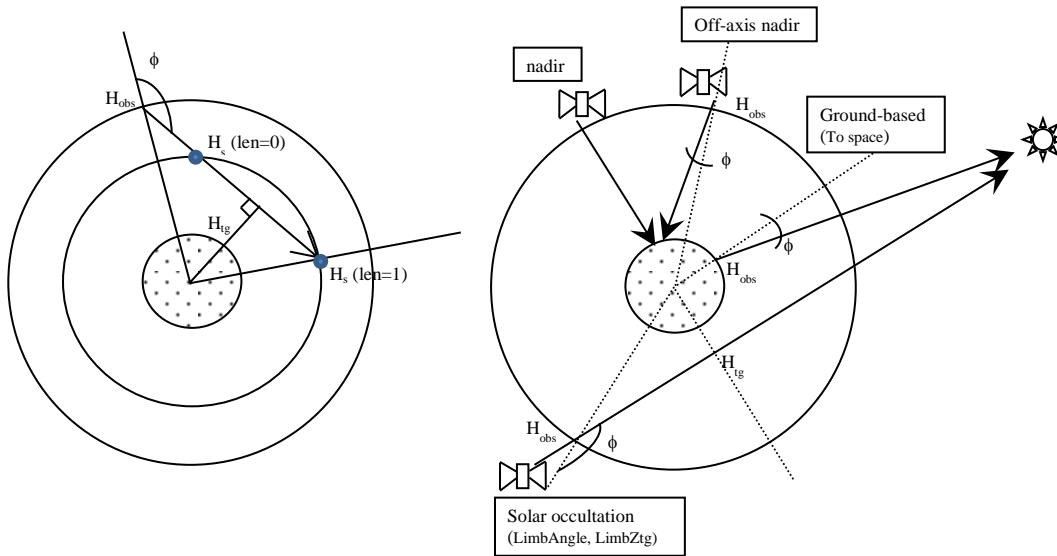 ϕ
H_obs
H_s (len=0)
H_tg
H_s (len=1)
nadir
Off-axis nadir
H_obs
Ground-based
(To space)
ϕ
ϕ
H_obs
H_tg
H_obs
ϕ
Solar occultation
(LimbAngle, LimbZtg)